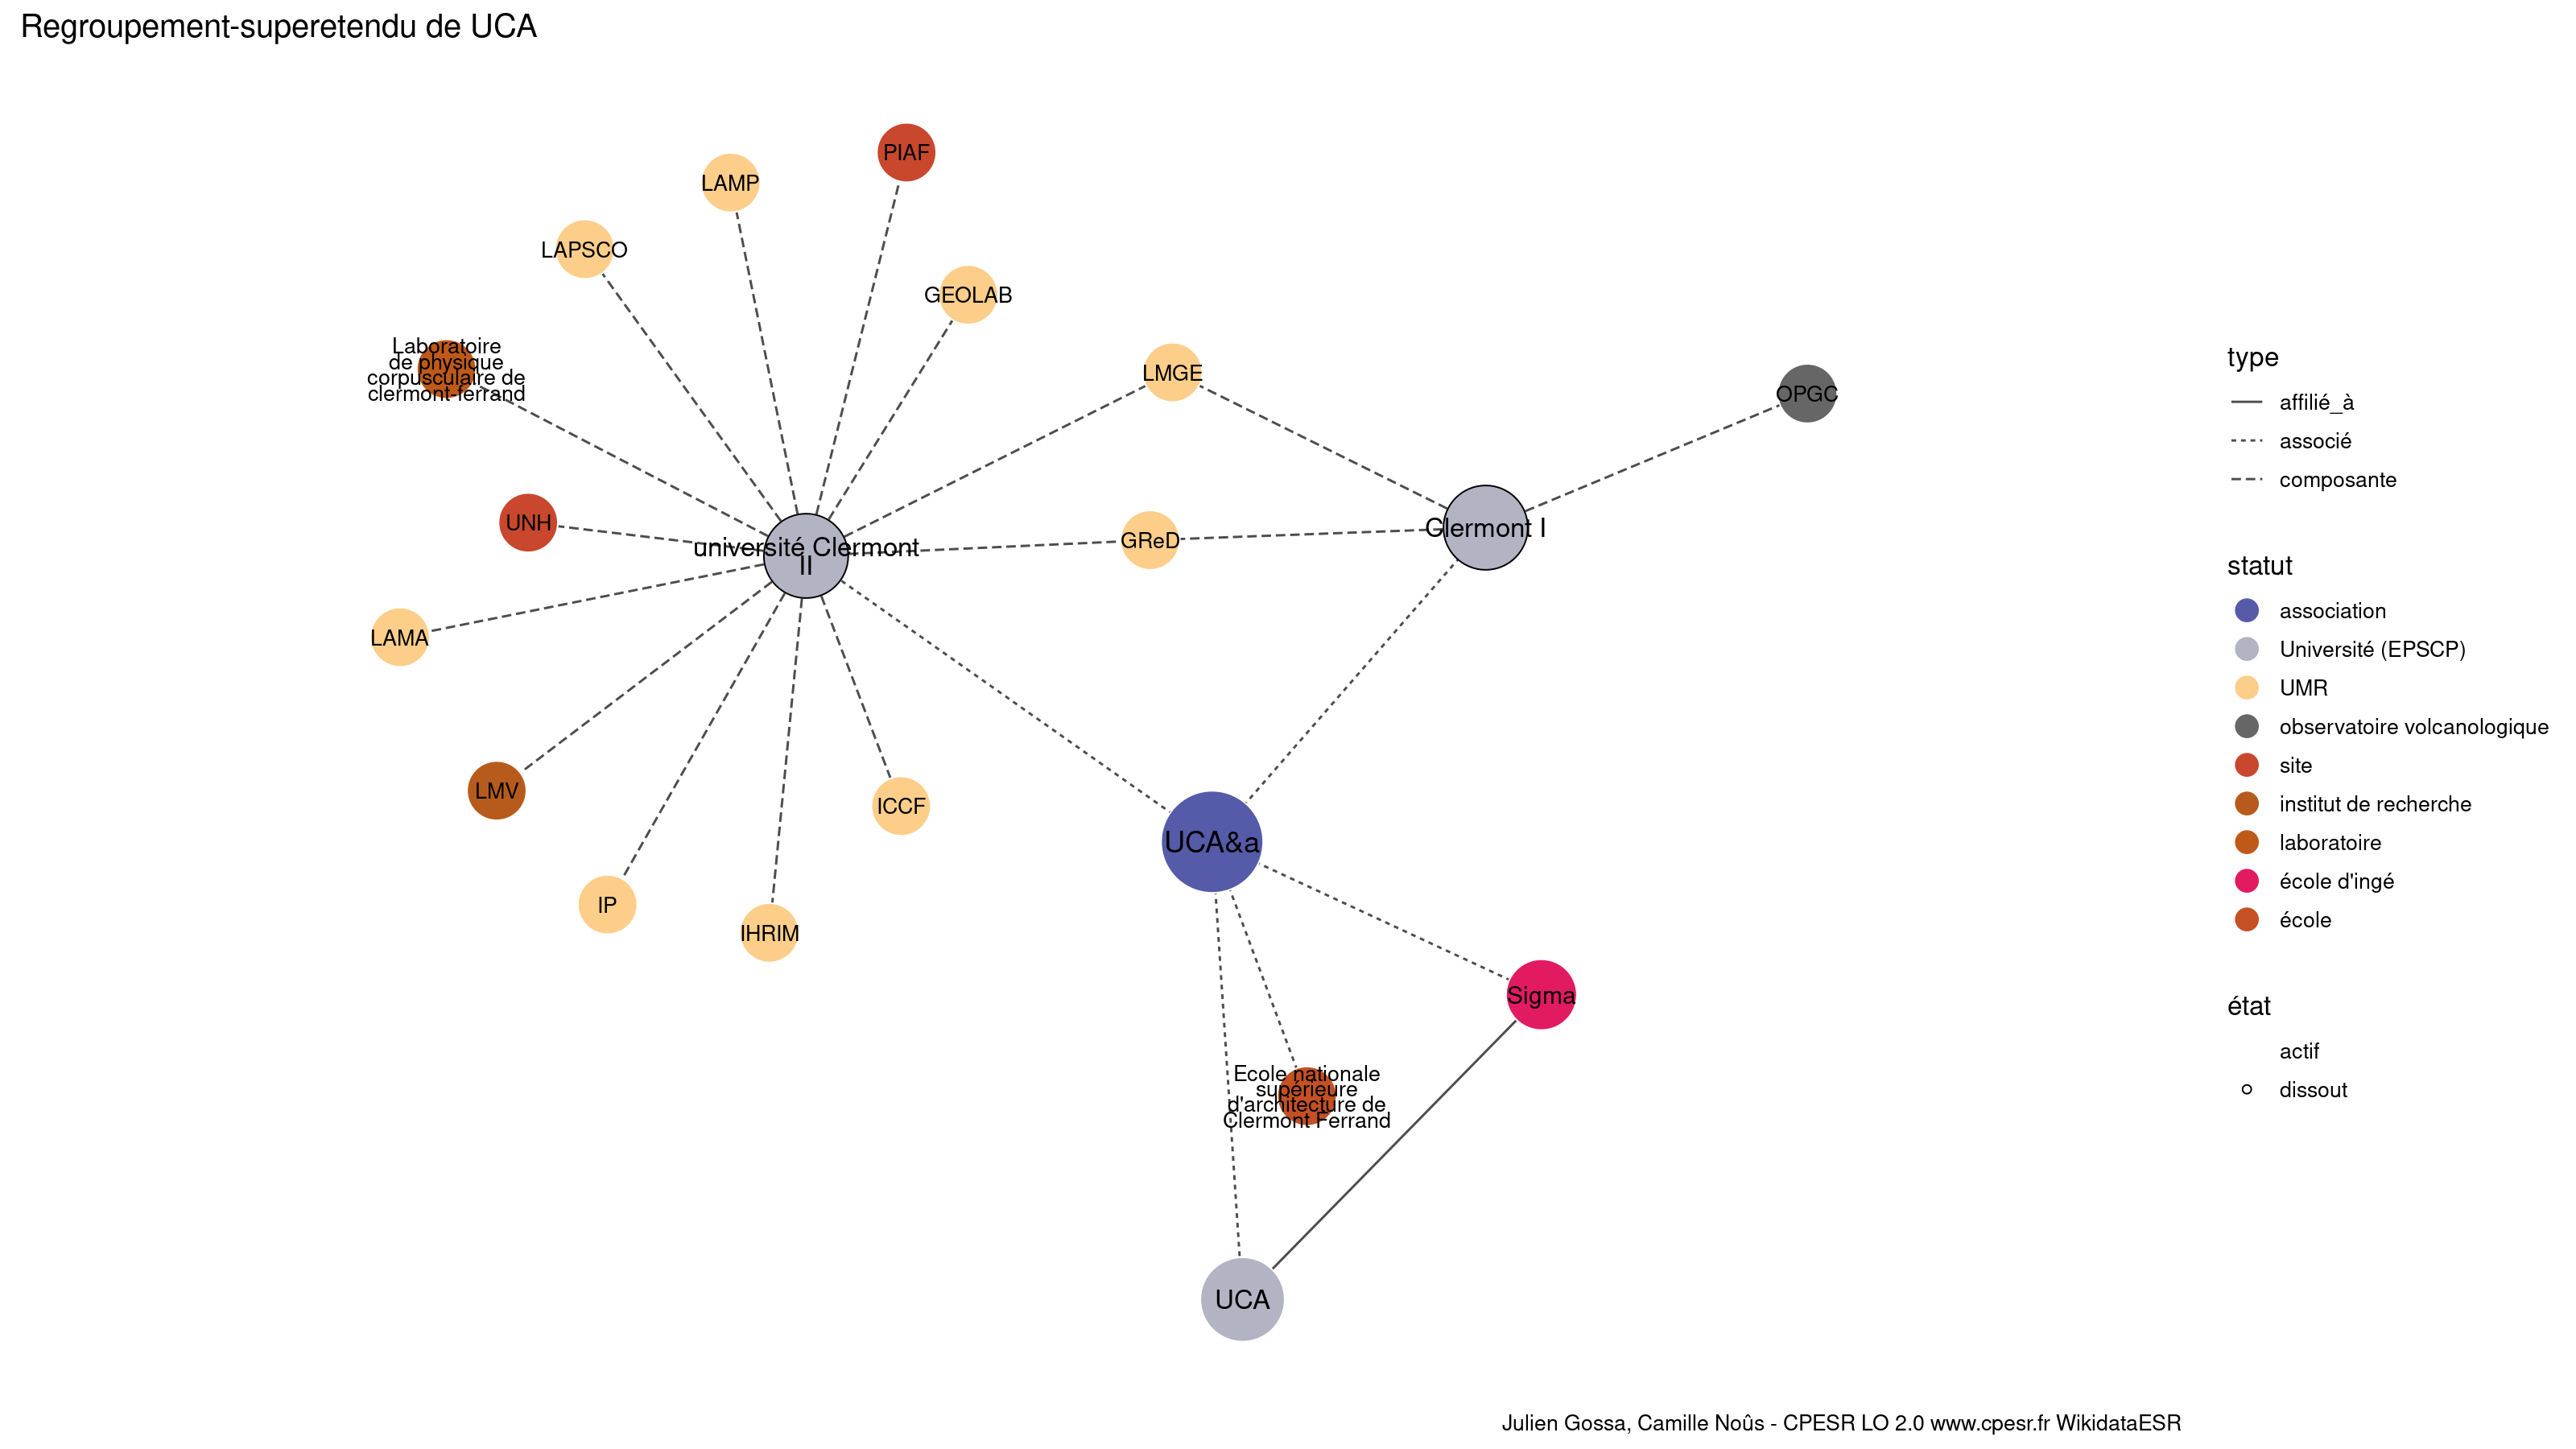 Regroupement-superetendu de UCA
PIAF
LAMP
LAPSCO
GEOLAB
Laboratoire
de physique
corpusculaire de
clermont-ferrand
LMGE
OPGC
UNH
université Clermont
II
GReD
Clermont I
LAMA
LMV
ICCF
UCA&a
IP
IHRIM
Sigma
Ecole nationale
supérieure
d'architecture de
Clermont Ferrand
UCA
type
affilié_à
associé
composante
statut
association
Université (EPSCP)
UMR
observatoire volcanologique
site
institut de recherche
laboratoire
école d'ingé
école
état
actif
dissout
Julien Gossa, Camille Noûs - CPESR LO 2.0 www.cpesr.fr WikidataESR